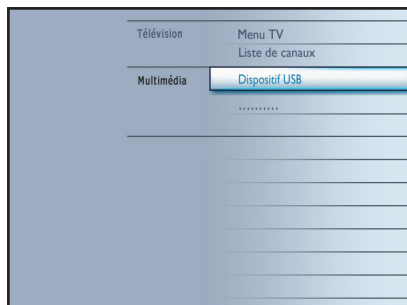 Télévision Menu TV
Liste de canaux
Multimédia Dispositif USB
..........